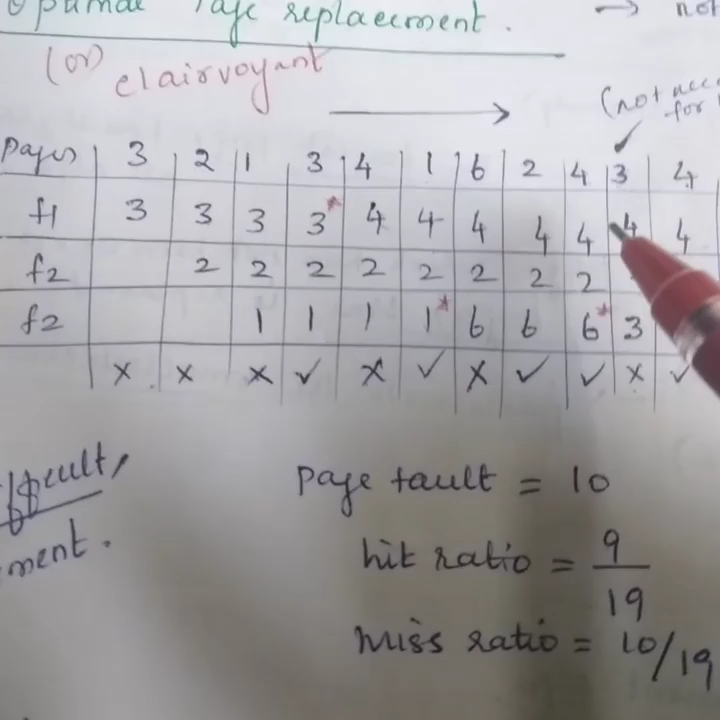 Optimal Page replacement.
→ not
(or)
clairvoyant
(not
for
Pages 3 2 1 3 4 1 6 2 4 3 4
f1 3 3 3 3* 4 4 4 4 4 4 4
f2 2 2 2 2 2 2 2 2
f2 1 1 1 1* 6 6 6* 3
x x x ✓ x ✓ x ✓ ✓ x ✓
Page fault = 10
ment.
hit ratio = 9/19
Miss ratio = 10/19